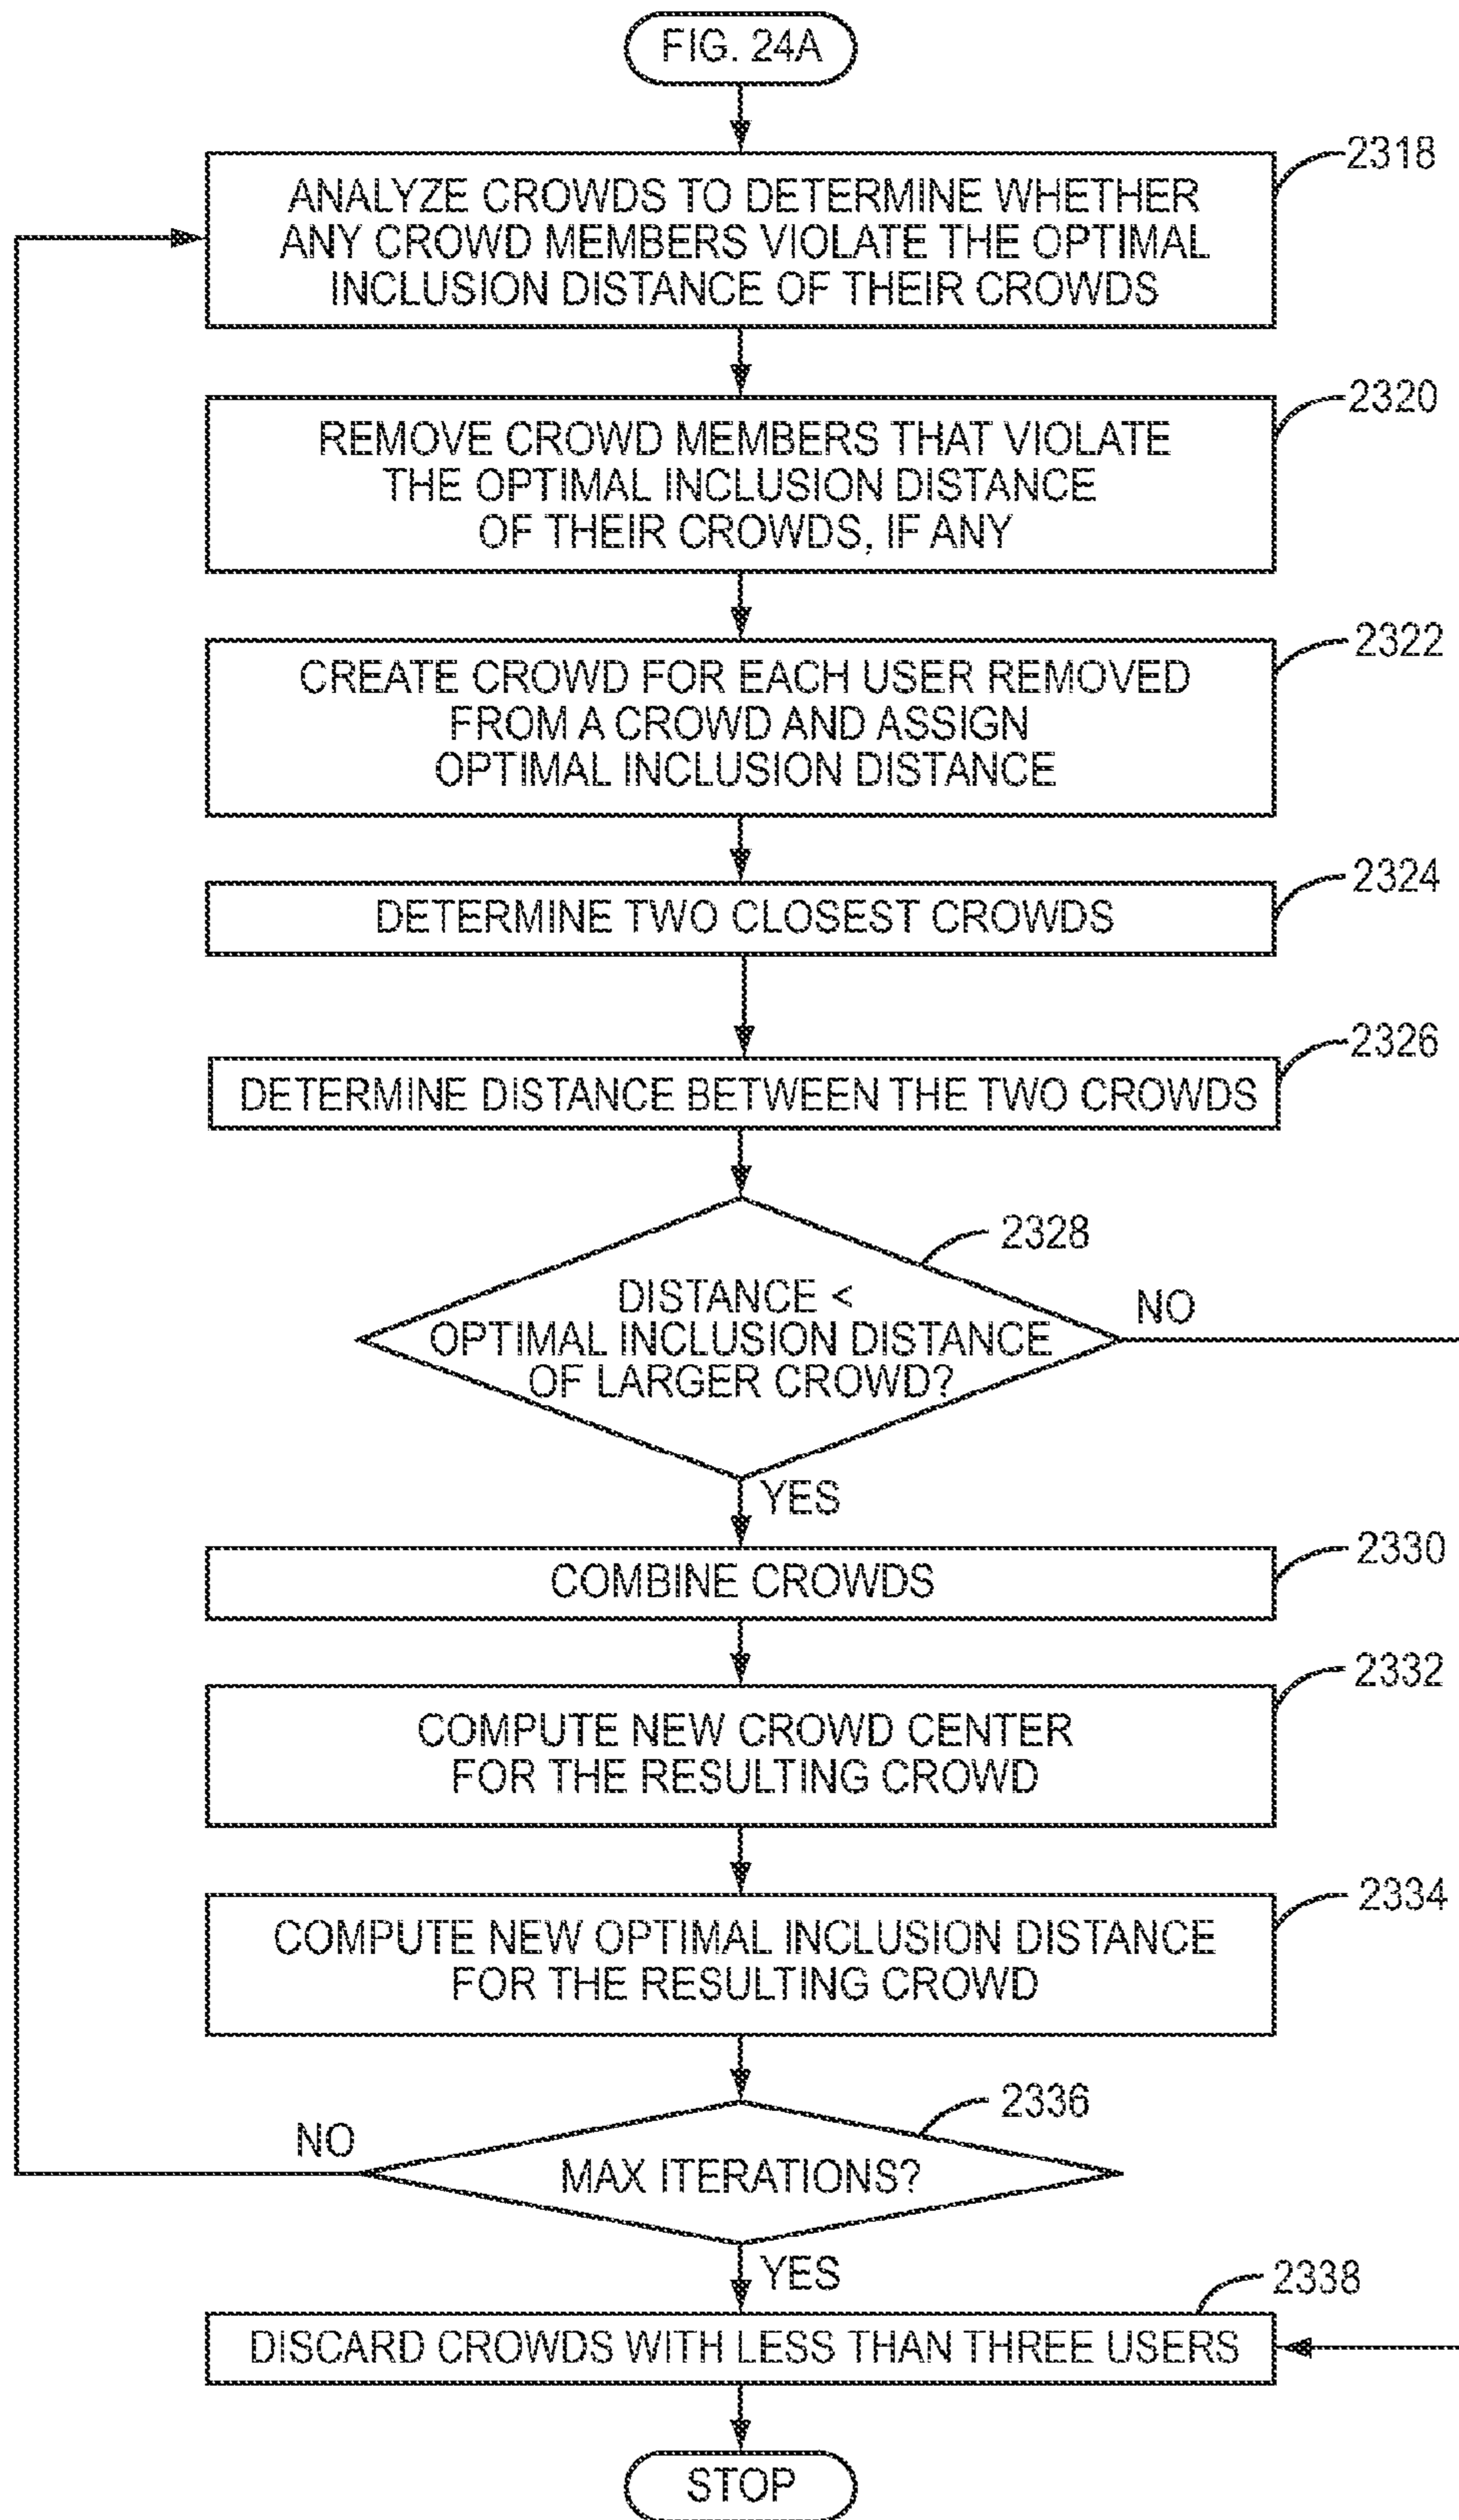 FIG. 24A
2318
ANALYZE CROWDS TO DETERMINE WHETHER
ANY CROWD MEMBERS VIOLATE THE OPTIMAL
INCLUSION DISTANCE OF THEIR CROWDS
2320
REMOVE CROWD MEMBERS THAT VIOLATE
THE OPTIMAL INCLUSION DISTANCE
OF THEIR CROWDS, IF ANY
2322
CREATE CROWD FOR EACH USER REMOVED
FROM A CROWD AND ASSIGN
OPTIMAL INCLUSION DISTANCE
2324
DETERMINE TWO CLOSEST CROWDS
2326
DETERMINE DISTANCE BETWEEN THE TWO CROWDS
2328
DISTANCE <
OPTIMAL INCLUSION DISTANCE
OF LARGER CROWD?
NO
YES
2330
COMBINE CROWDS
2332
COMPUTE NEW CROWD CENTER
FOR THE RESULTING CROWD
2334
COMPUTE NEW OPTIMAL INCLUSION DISTANCE
FOR THE RESULTING CROWD
2336
NO
MAX ITERATIONS?
YES
2338
DISCARD CROWDS WITH LESS THAN THREE USERS
STOP